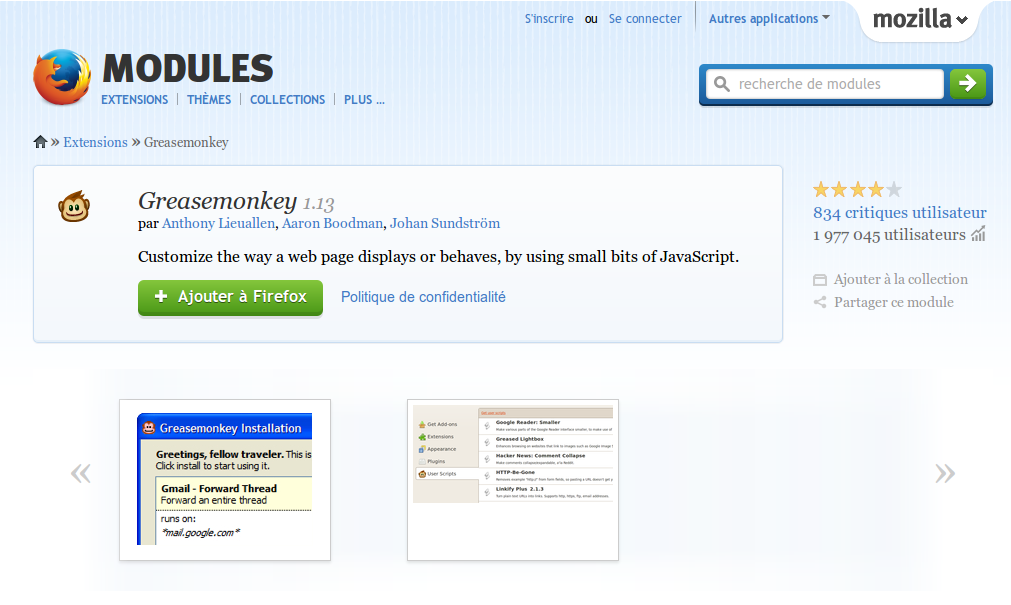 S'inscrire ou Se connecter Autres applications mozilla
MODULES
EXTENSIONS THÈMES COLLECTIONS PLUS ...
recherche de modules
» Extensions » Greasemonkey
Greasemonkey 1.13
par Anthony Lieuallen, Aaron Boodman, Johan Sundström
Customize the way a web page displays or behaves, by using small bits of JavaScript.
+ Ajouter à Firefox Politique de confidentialité
834 critiques utilisateur
1 977 045 utilisateurs
Ajouter à la collection
Partager ce module
« »
Greasemonkey Installation
Greetings, fellow traveler. This is
Click install to start using it.
Gmail - Forward Thread
Forward an entire thread
runs on:
*mail.google.com*
Get Add-ons
Extensions
Appearance
Plugins
User Scripts
Google Reader: Smaller
Greased Lightbox
Hacker News: Comment Collapse
HTTP-Be-Gone
Linkify Plus 2.1.3